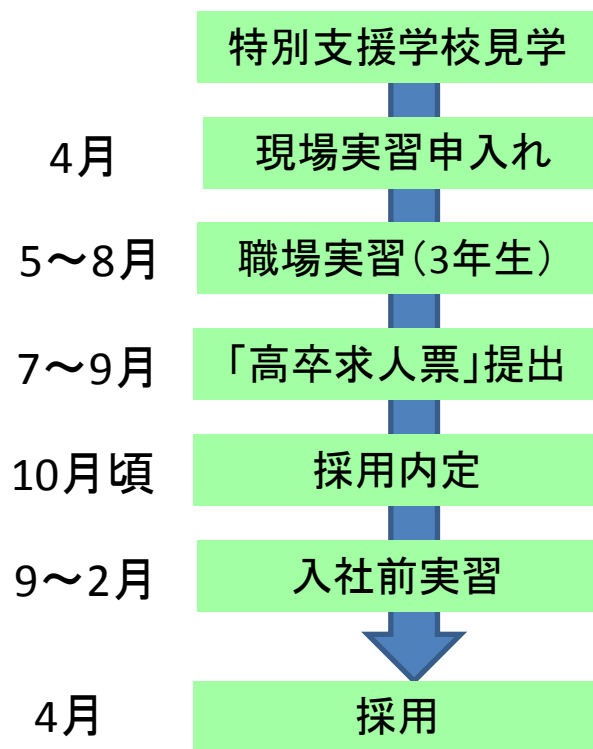 特別支援学校見学
4月 現場実習申入れ
5～8月 職場実習（3年生）
7～9月 「高卒求人票」提出
10月頃 採用内定
9～2月 入社前実習
4月 採用